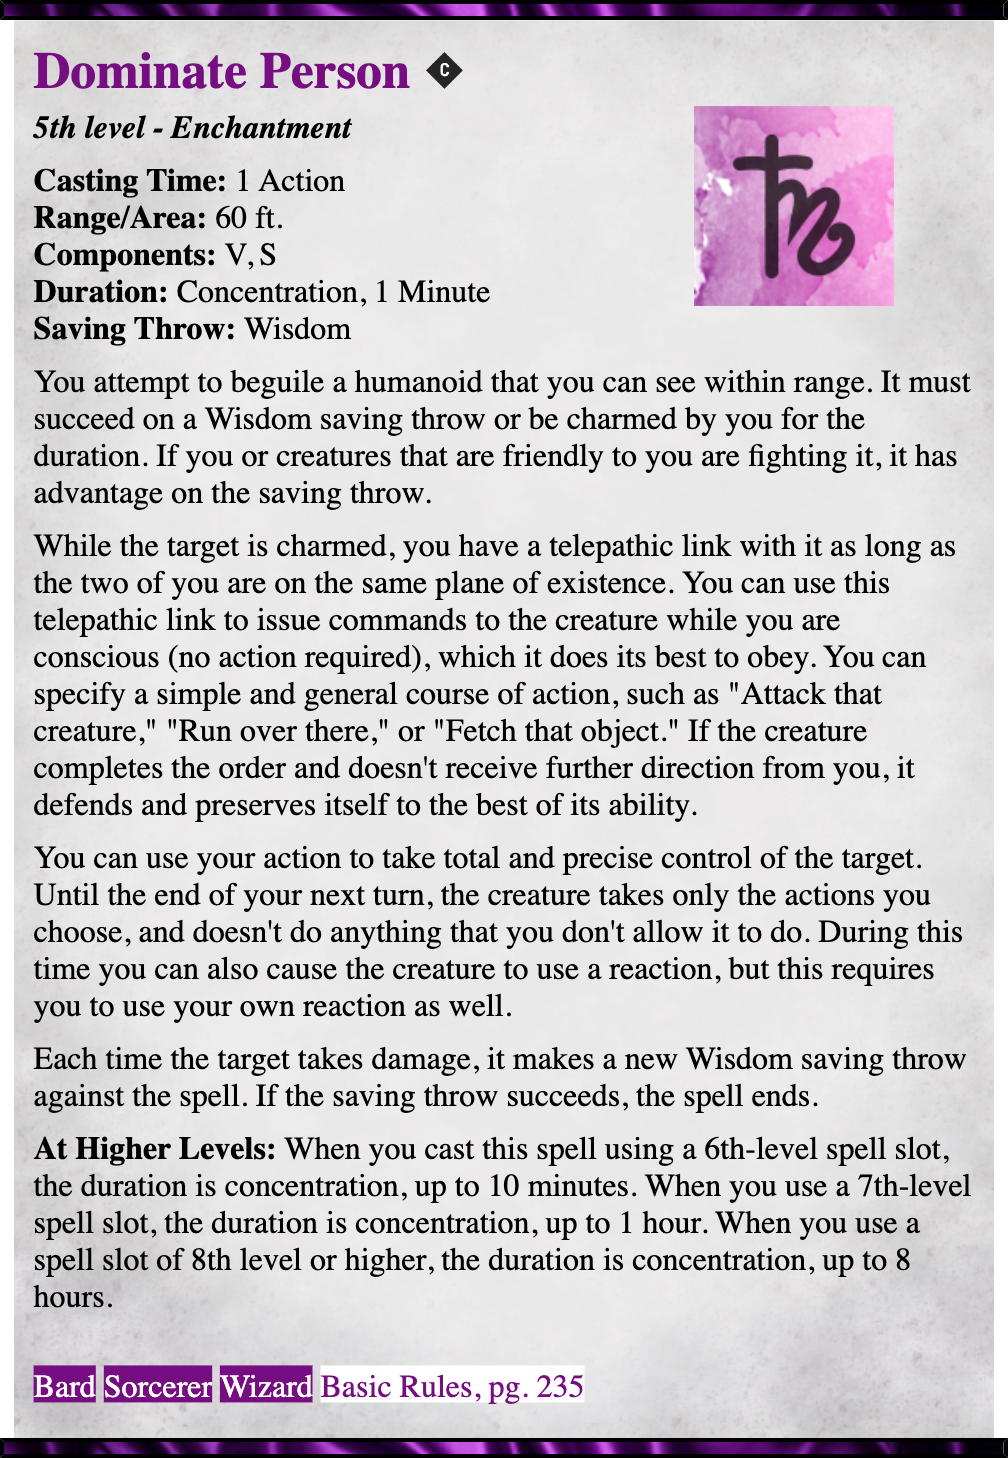 Dominate Person C
5th level - Enchantment
Casting Time: 1 Action
Range/Area: 60 ft.
Components: V, S
Duration: Concentration, 1 Minute
Saving Throw: Wisdom
You attempt to beguile a humanoid that you can see within range. It must
succeed on a Wisdom saving throw or be charmed by you for the
duration. If you or creatures that are friendly to you are fighting it, it has
advantage on the saving throw.
While the target is charmed, you have a telepathic link with it as long as
the two of you are on the same plane of existence. You can use this
telepathic link to issue commands to the creature while you are
conscious (no action required), which it does its best to obey. You can
specify a simple and general course of action, such as "Attack that
creature," "Run over there," or "Fetch that object." If the creature
completes the order and doesn't receive further direction from you, it
defends and preserves itself to the best of its ability.
You can use your action to take total and precise control of the target.
Until the end of your next turn, the creature takes only the actions you
choose, and doesn't do anything that you don't allow it to do. During this
time you can also cause the creature to use a reaction, but this requires
you to use your own reaction as well.
Each time the target takes damage, it makes a new Wisdom saving throw
against the spell. If the saving throw succeeds, the spell ends.
At Higher Levels: When you cast this spell using a 6th-level spell slot,
the duration is concentration, up to 10 minutes. When you use a 7th-level
spell slot, the duration is concentration, up to 1 hour. When you use a
spell slot of 8th level or higher, the duration is concentration, up to 8
hours.
Bard Sorcerer Wizard Basic Rules, pg. 235